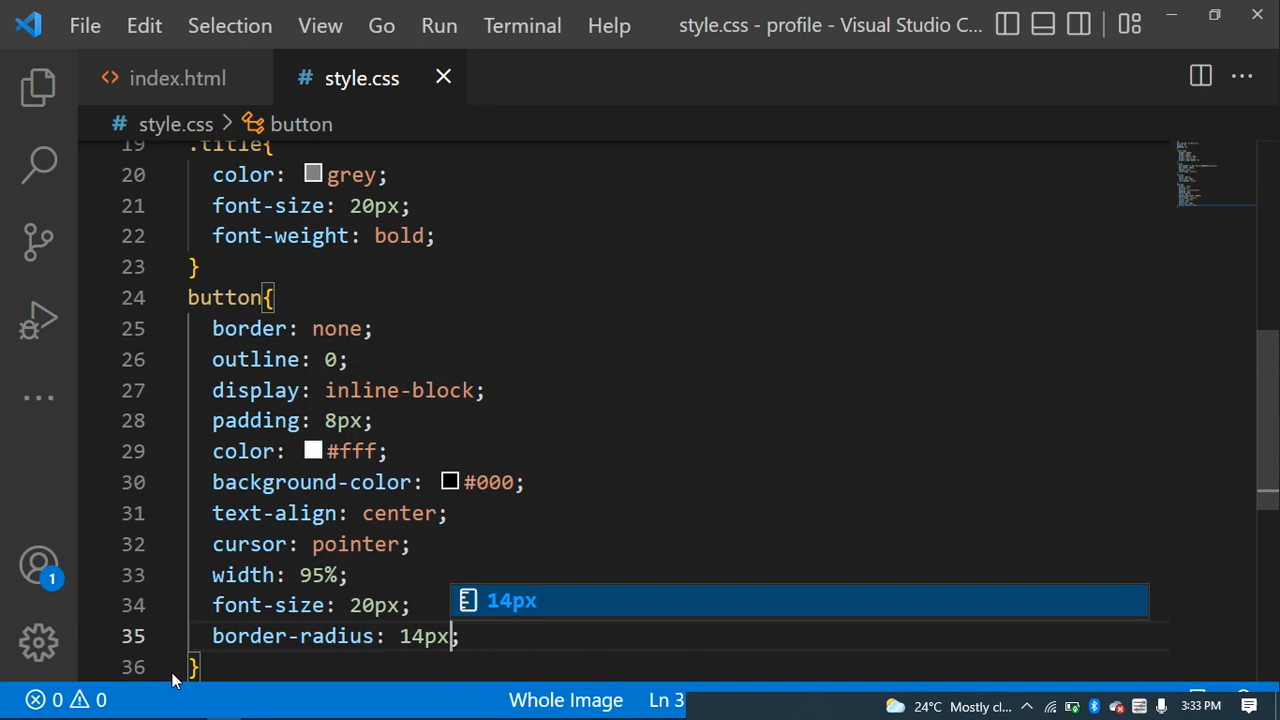 File Edit Selection View Go Run Terminal Help style.css - profile - Visual Studio C...
index.html # style.css
# style.css > button
19 .title{
20 color: grey;
21 font-size: 20px;
22 font-weight: bold;
23 }
24 button{
25 border: none;
26 outline: 0;
27 display: inline-block;
28 padding: 8px;
29 color: #fff;
30 background-color: #000;
31 text-align: center;
32 cursor: pointer;
33 width: 95%;
34 font-size: 20px;
14px
35 border-radius: 14px;
36 }
1
0 0 Whole Image Ln 3
24°C Mostly cl... 3:33 PM